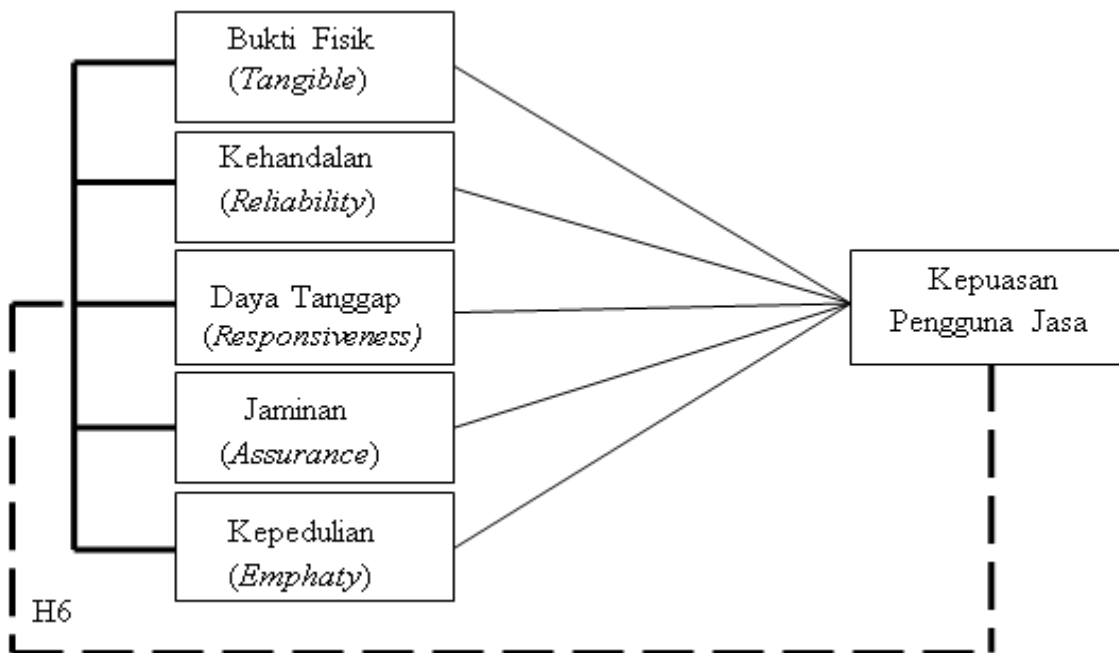 Bukti Fisik
(Tangible)
Kehandalan
(Reliability)
Daya Tanggap
(Responsiveness)
Jaminan
(Assurance)
Kepedulian
(Emphaty)
Kepuasan
Pengguna Jasa
H6